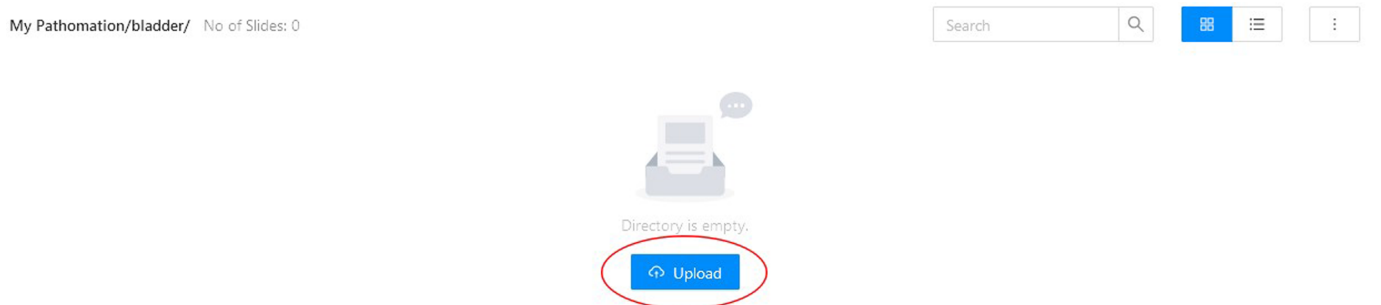 My Pathomation/bladder/ No of Slides: 0
Search
Directory is empty.
Upload